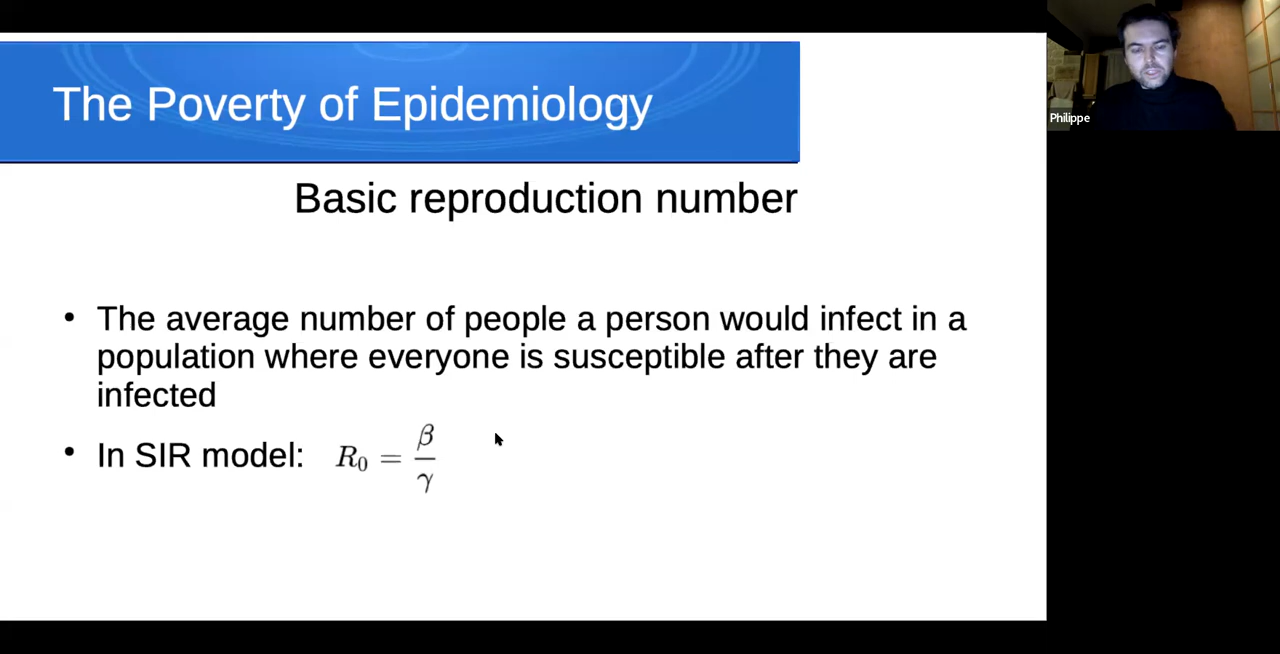 The Poverty of Epidemiology
Philippe
Basic reproduction number
• The average number of people a person would infect in a
population where everyone is susceptible after they are
infected
• In SIR model: R₀ = β/γ